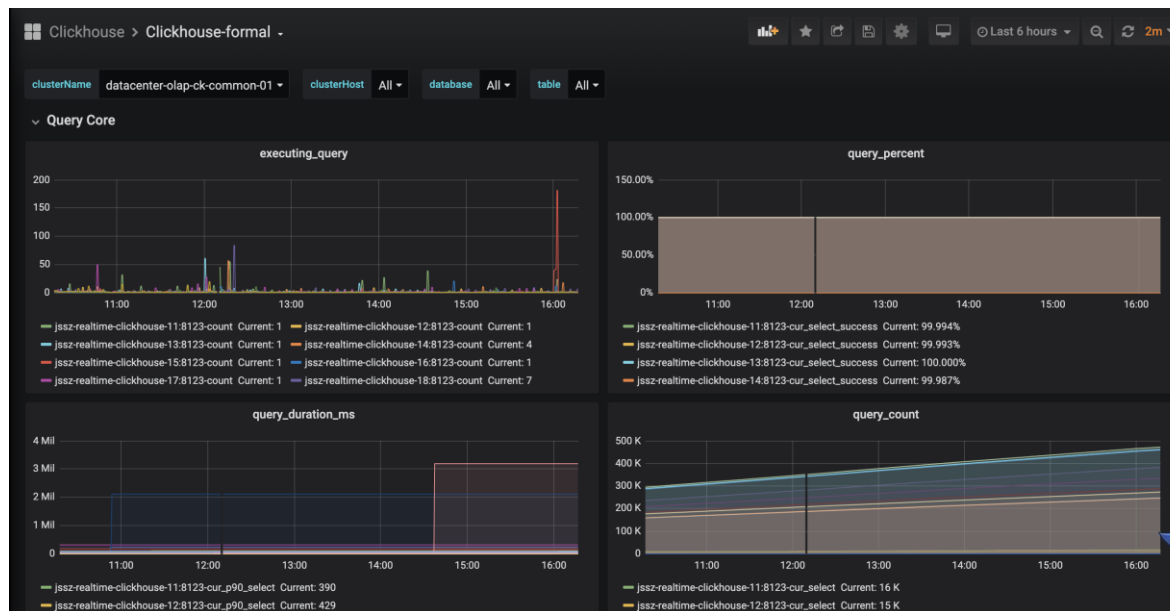 Clickhouse > Clickhouse-formal
Last 6 hours
2m
clusterName datacenter-olap-ck-common-01 clusterHost All database All table All
Query Core
executing_query
200
150
100
50
0
11:00 12:00 13:00 14:00 15:00 16:00
jssz-realtime-clickhouse-11:8123-count Current: 1 jssz-realtime-clickhouse-12:8123-count Current: 1
jssz-realtime-clickhouse-13:8123-count Current: 1 jssz-realtime-clickhouse-14:8123-count Current: 4
jssz-realtime-clickhouse-15:8123-count Current: 1 jssz-realtime-clickhouse-16:8123-count Current: 1
jssz-realtime-clickhouse-17:8123-count Current: 1 jssz-realtime-clickhouse-18:8123-count Current: 7
query_percent
150.00%
100.00%
50.00%
0%
11:00 12:00 13:00 14:00 15:00 16:00
jssz-realtime-clickhouse-11:8123-cur_select_success Current: 99.994%
jssz-realtime-clickhouse-12:8123-cur_select_success Current: 99.993%
jssz-realtime-clickhouse-13:8123-cur_select_success Current: 100.000%
jssz-realtime-clickhouse-14:8123-cur_select_success Current: 99.987%
query_duration_ms
4 Mil
3 Mil
2 Mil
1 Mil
0
11:00 12:00 13:00 14:00 15:00 16:00
jssz-realtime-clickhouse-11:8123-cur_p90_select Current: 390
jssz-realtime-clickhouse-12:8123-cur_p90_select Current: 429
query_count
500 K
400 K
300 K
200 K
100 K
0
11:00 12:00 13:00 14:00 15:00 16:00
jssz-realtime-clickhouse-11:8123-cur_select Current: 16 K
jssz-realtime-clickhouse-12:8123-cur_select Current: 15 K